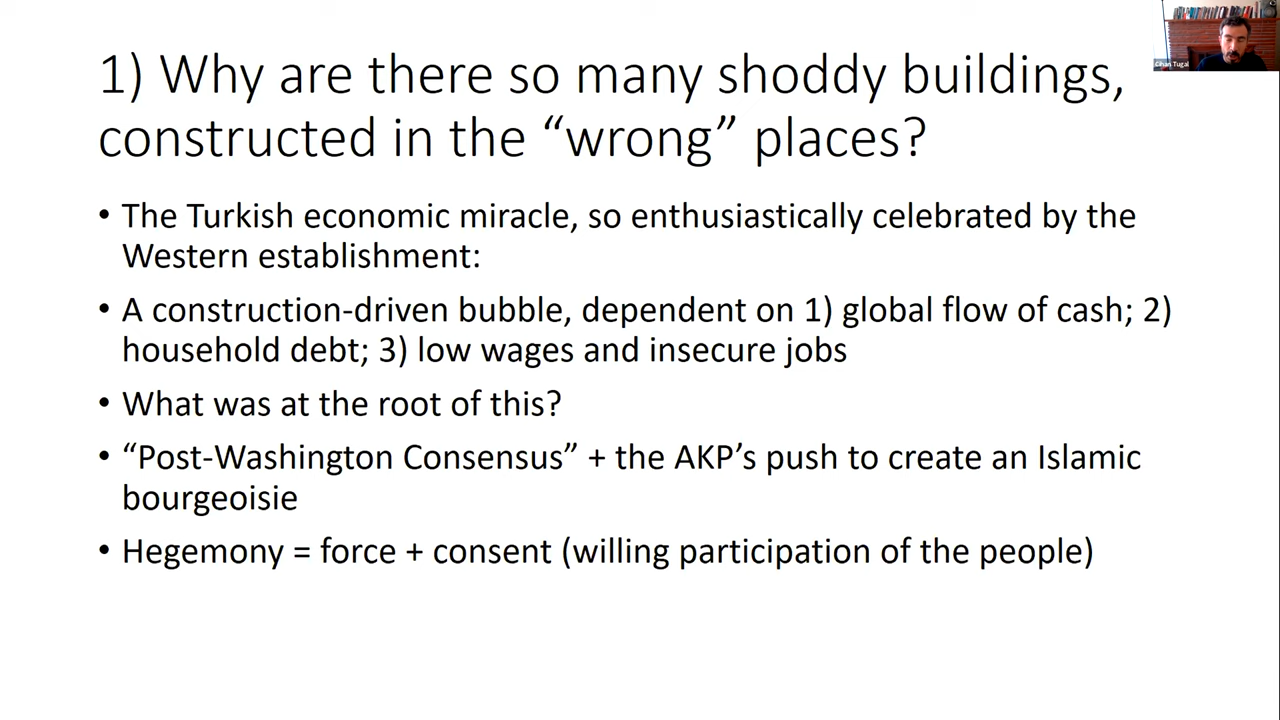 1) Why are there so many shoddy buildings,
constructed in the “wrong” places?
• The Turkish economic miracle, so enthusiastically celebrated by the
Western establishment:
• A construction-driven bubble, dependent on 1) global flow of cash; 2)
household debt; 3) low wages and insecure jobs
• What was at the root of this?
• “Post-Washington Consensus” + the AKP’s push to create an Islamic
bourgeoisie
• Hegemony = force + consent (willing participation of the people)
Cihan Tugal